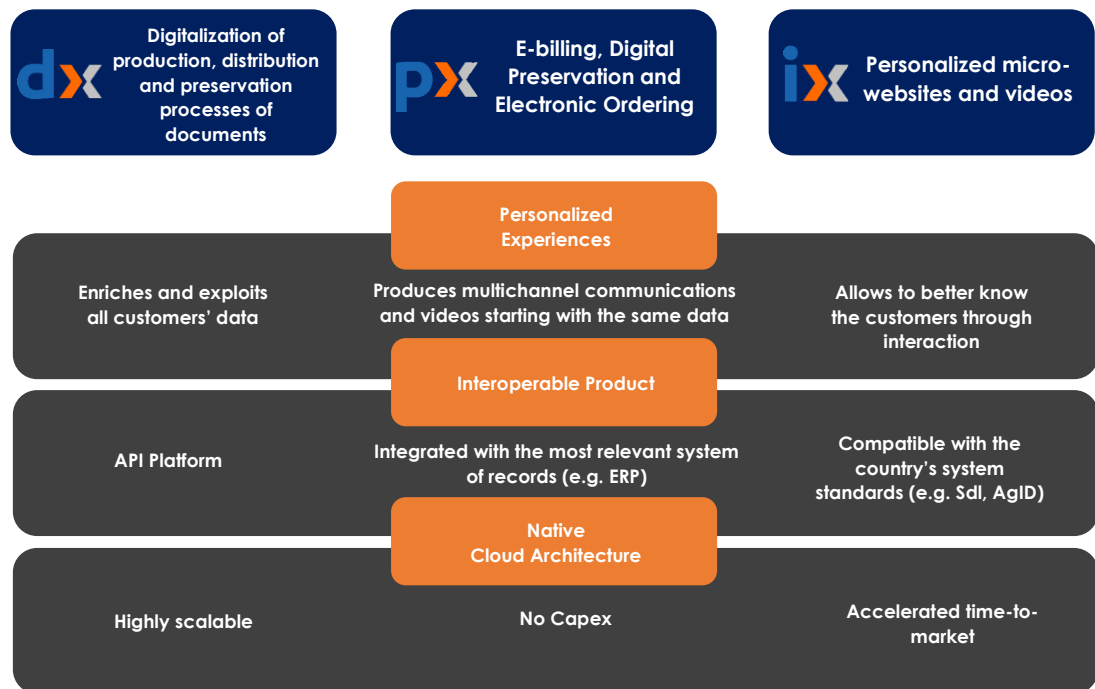 dx
Digitalization of
production, distribution
and preservation
processes of
documents
px
E-billing, Digital
Preservation and
Electronic Ordering
ix
Personalized micro-
websites and videos
Personalized
Experiences
Enriches and exploits
all customers’ data
Produces multichannel communications
and videos starting with the same data
Allows to better know
the customers through
interaction
Interoperable Product
API Platform
Integrated with the most relevant system
of records (e.g. ERP)
Compatible with the
country’s system
standards (e.g. SdI, AgID)
Native
Cloud Architecture
Highly scalable
No Capex
Accelerated time-to-
market